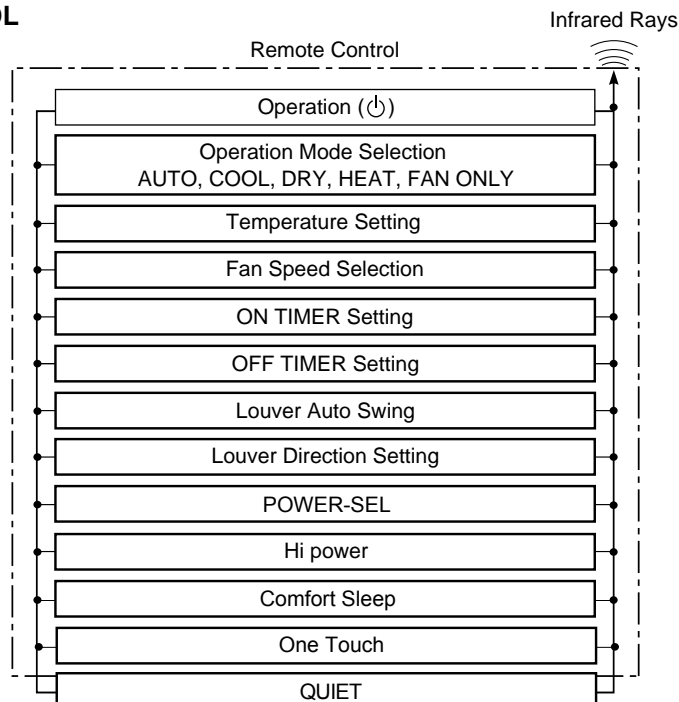 OL
Infrared Rays
Remote Control
Operation (⏻)
Operation Mode Selection
AUTO, COOL, DRY, HEAT, FAN ONLY
Temperature Setting
Fan Speed Selection
ON TIMER Setting
OFF TIMER Setting
Louver Auto Swing
Louver Direction Setting
POWER-SEL
Hi power
Comfort Sleep
One Touch
QUIET